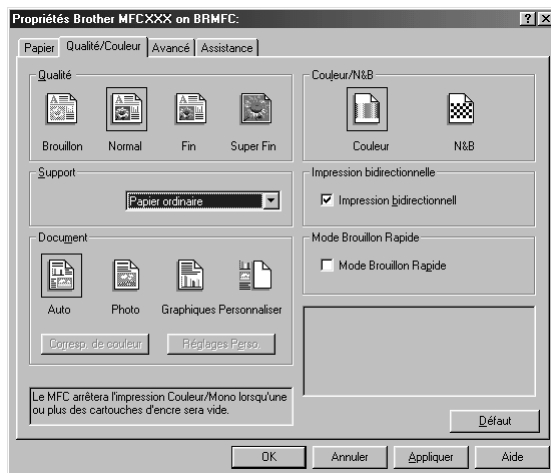 Propriétés Brother MFCXXX on BRMFC:
Papier Qualité/Couleur Avancé Assistance
Qualité
Brouillon Normal Fin Super Fin
Couleur/N&B
Couleur N&B
Support
Papier ordinaire
Impression bidirectionnelle
Impression bidirectionnell
Document
Auto Photo Graphiques Personnaliser
Corresp. de couleur Réglages Perso.
Mode Brouillon Rapide
Mode Brouillon Rapide
Le MFC arrêtera l'impression Couleur/Mono lorsqu'une
ou plus des cartouches d'encre sera vide.
Défaut
OK Annuler Appliquer Aide